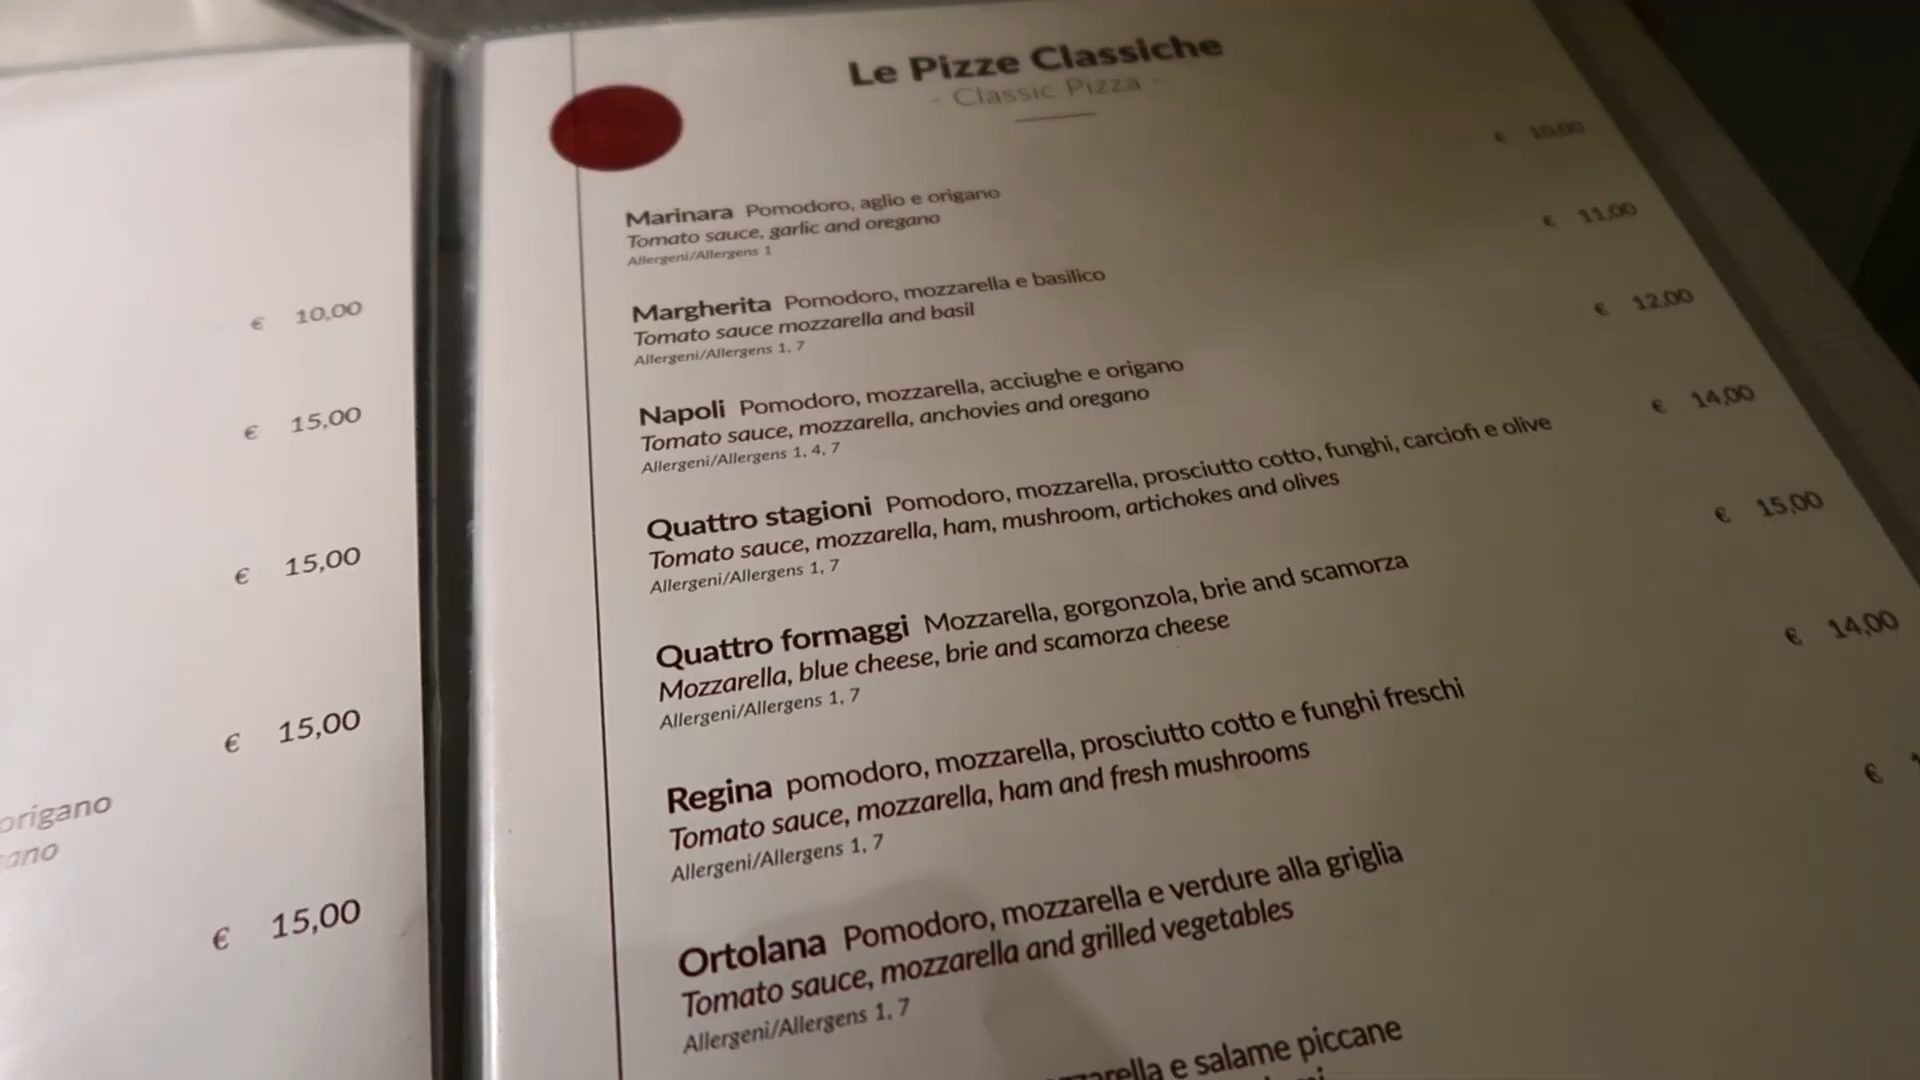 € 10,00
€ 15,00
€ 15,00
€ 15,00
origano
€ 15,00
Le Pizze Classiche
- Classic Pizza -
Marinara Pomodoro, aglio e origano € 10,00
Tomato sauce, garlic and oregano
Allergeni/Allergens 1
Margherita Pomodoro, mozzarella e basilico € 11,00
Tomato sauce mozzarella and basil
Allergeni/Allergens 1, 7
Napoli Pomodoro, mozzarella, acciughe e origano € 12,00
Tomato sauce, mozzarella, anchovies and oregano
Allergeni/Allergens 1, 4, 7
Quattro stagioni Pomodoro, mozzarella, prosciutto cotto, funghi, carciofi e olive € 14,00
Tomato sauce, mozzarella, ham, mushroom, artichokes and olives
Allergeni/Allergens 1, 7
Quattro formaggi Mozzarella, gorgonzola, brie and scamorza € 15,00
Mozzarella, blue cheese, brie and scamorza cheese
Allergeni/Allergens 1, 7
Regina pomodoro, mozzarella, prosciutto cotto e funghi freschi € 14,00
Tomato sauce, mozzarella, ham and fresh mushrooms
Allergeni/Allergens 1, 7
Ortolana Pomodoro, mozzarella e verdure alla griglia €
Tomato sauce, mozzarella and grilled vegetables
Allergeni/Allergens 1, 7
e salame piccane